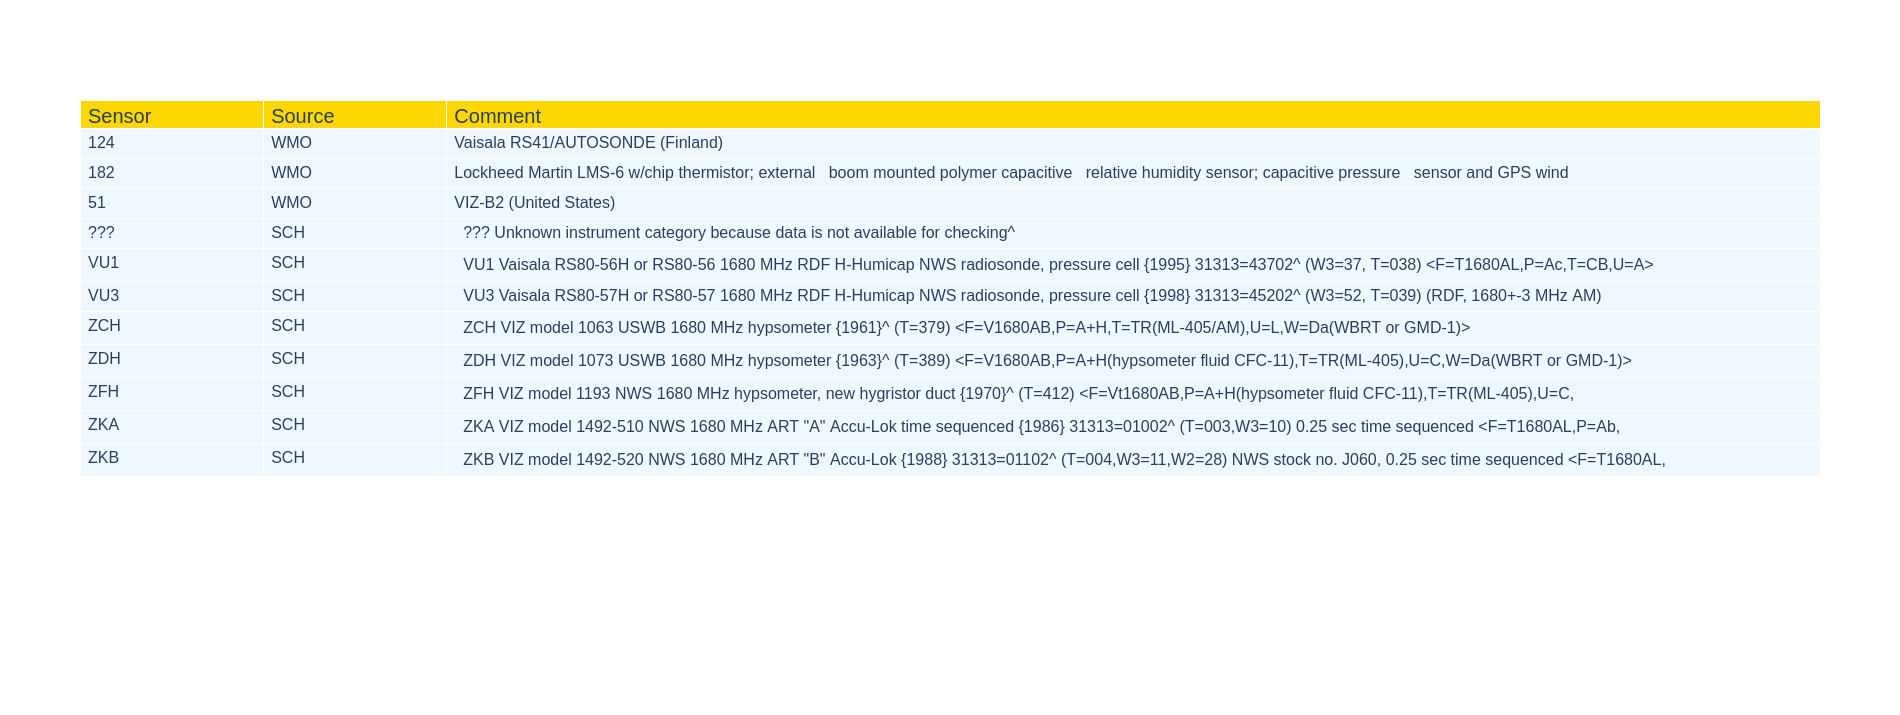 Sensor Source Comment
124 WMO Vaisala RS41/AUTOSONDE (Finland)
182 WMO Lockheed Martin LMS-6 w/chip thermistor; external   boom mounted polymer capacitive   relative humidity sensor; capacitive pressure   sensor and GPS wind
51 WMO VIZ-B2 (United States)
??? SCH ??? Unknown instrument category because data is not available for checking^
VU1 SCH VU1 Vaisala RS80-56H or RS80-56 1680 MHz RDF H-Humicap NWS radiosonde, pressure cell {1995} 31313=43702^ (W3=37, T=038) <F=T1680AL,P=Ac,T=CB,U=A>
VU3 SCH VU3 Vaisala RS80-57H or RS80-57 1680 MHz RDF H-Humicap NWS radiosonde, pressure cell {1998} 31313=45202^ (W3=52, T=039) (RDF, 1680+-3 MHz AM)
ZCH SCH ZCH VIZ model 1063 USWB 1680 MHz hypsometer {1961}^ (T=379) <F=V1680AB,P=A+H,T=TR(ML-405/AM),U=L,W=Da(WBRT or GMD-1)>
ZDH SCH ZDH VIZ model 1073 USWB 1680 MHz hypsometer {1963}^ (T=389) <F=V1680AB,P=A+H(hypsometer fluid CFC-11),T=TR(ML-405),U=C,W=Da(WBRT or GMD-1)>
ZFH SCH ZFH VIZ model 1193 NWS 1680 MHz hypsometer, new hygristor duct {1970}^ (T=412) <F=Vt1680AB,P=A+H(hypsometer fluid CFC-11),T=TR(ML-405),U=C,
ZKA SCH ZKA VIZ model 1492-510 NWS 1680 MHz ART "A" Accu-Lok time sequenced {1986} 31313=01002^ (T=003,W3=10) 0.25 sec time sequenced <F=T1680AL,P=Ab,
ZKB SCH ZKB VIZ model 1492-520 NWS 1680 MHz ART "B" Accu-Lok {1988} 31313=01102^ (T=004,W3=11,W2=28) NWS stock no. J060, 0.25 sec time sequenced <F=T1680AL,